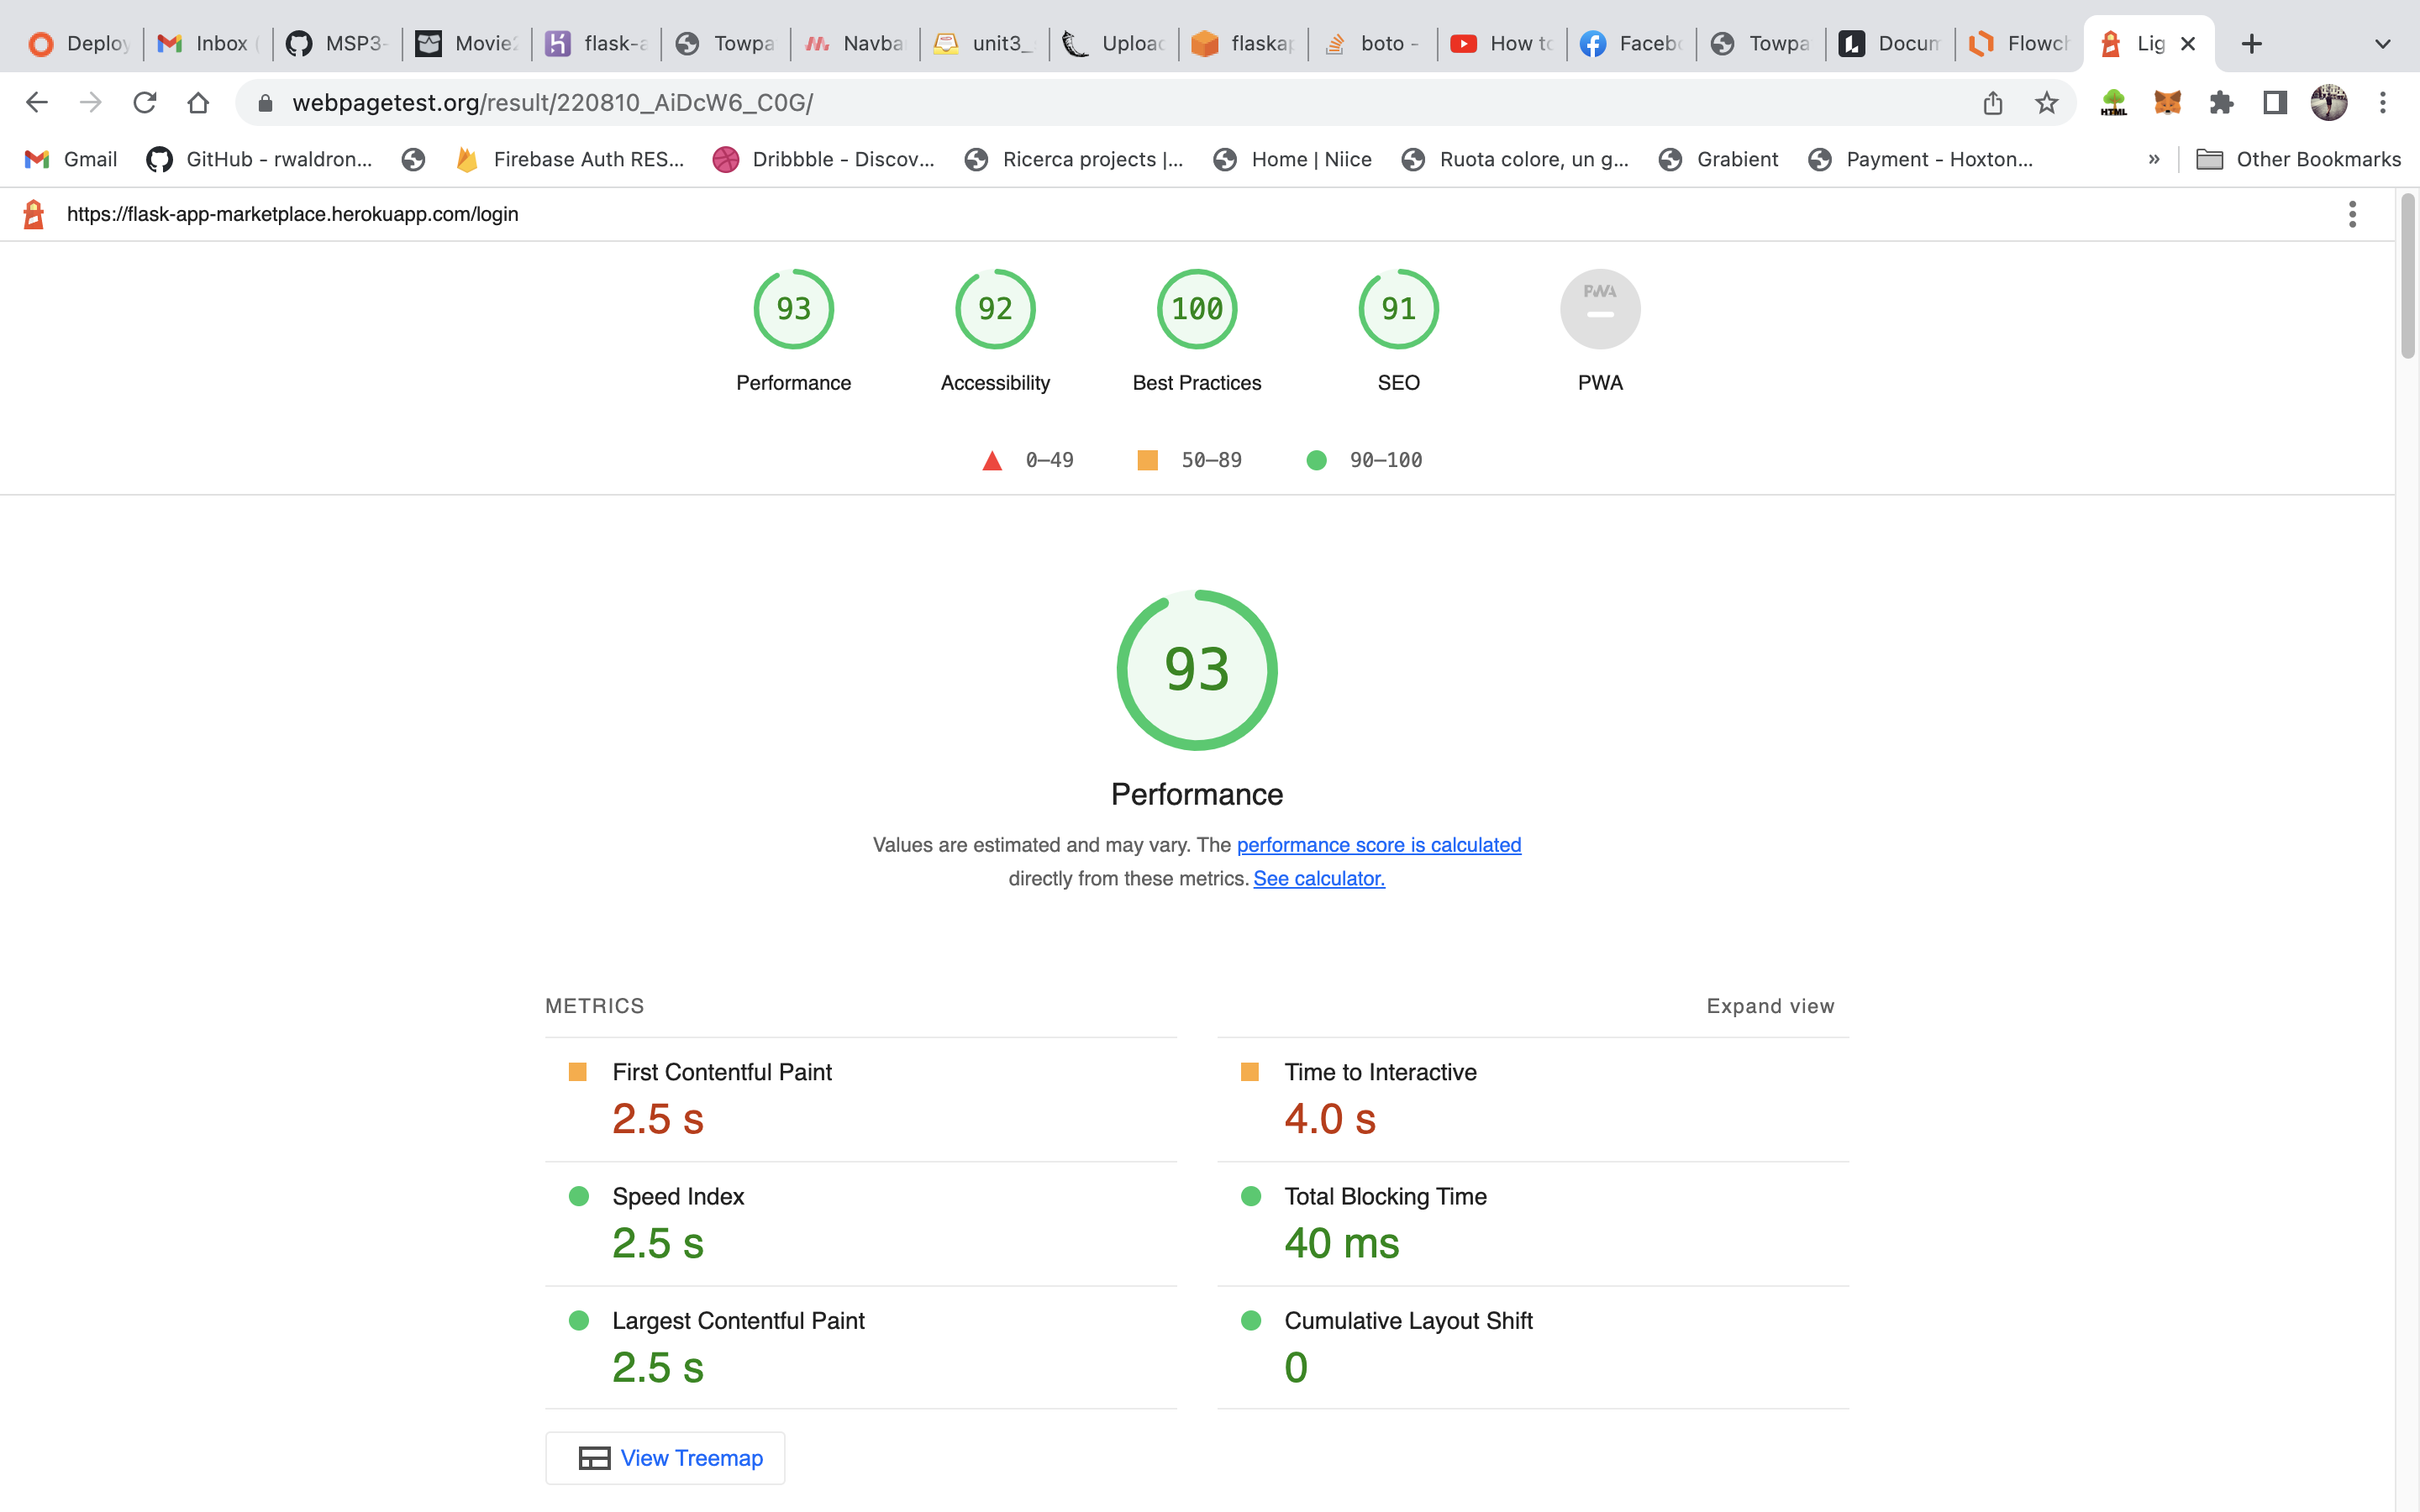 Deploy Inbox ( MSP3- Movie flask-a Towpa Navba unit3_ Upload flaskap boto - How to Facebo Towpa Docum Flowch Lig
webpagetest.org/result/220810_AiDcW6_C0G/
HTML
Gmail GitHub - rwaldron... Firebase Auth RES... Dribbble - Discov... Ricerca projects |... Home | Niice Ruota colore, un g... Grabient Payment - Hoxton... » Other Bookmarks
https://flask-app-marketplace.herokuapp.com/login
93 92 100 91 PWA
Performance Accessibility Best Practices SEO PWA
0–49 50–89 90–100
93
Performance
Values are estimated and may vary. The performance score is calculated
directly from these metrics. See calculator.
METRICS Expand view
First Contentful Paint
2.5 s
Time to Interactive
4.0 s
Speed Index
2.5 s
Total Blocking Time
40 ms
Largest Contentful Paint
2.5 s
Cumulative Layout Shift
0
View Treemap